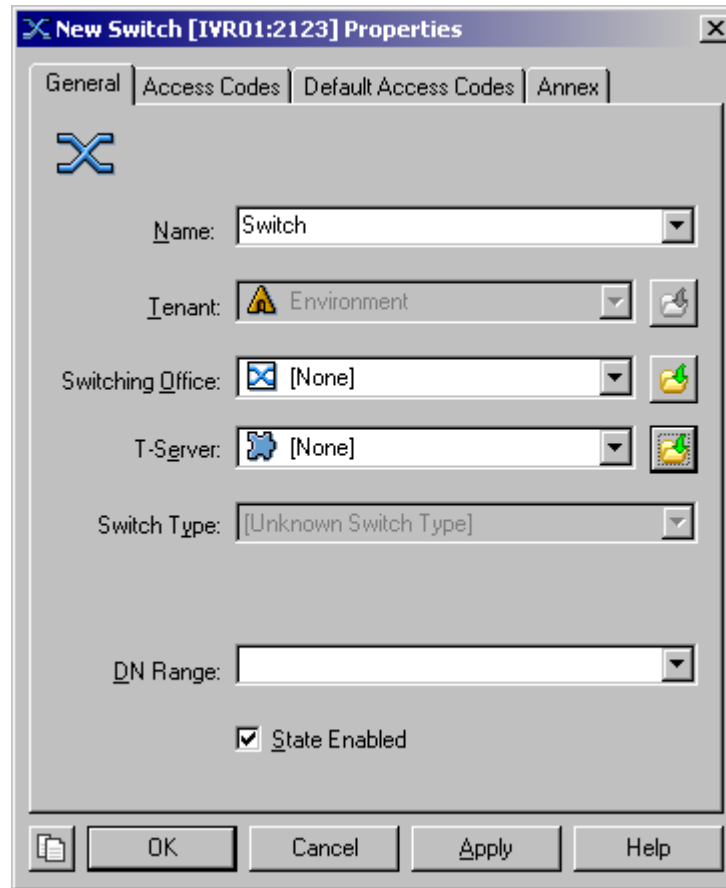 New Switch [IVR01:2123] Properties
General Access Codes Default Access Codes Annex
Name: Switch
Tenant: Environment
Switching Office: [None]
T-Server: [None]
Switch Type: [Unknown Switch Type]
DN Range:
State Enabled
OK Cancel Apply Help